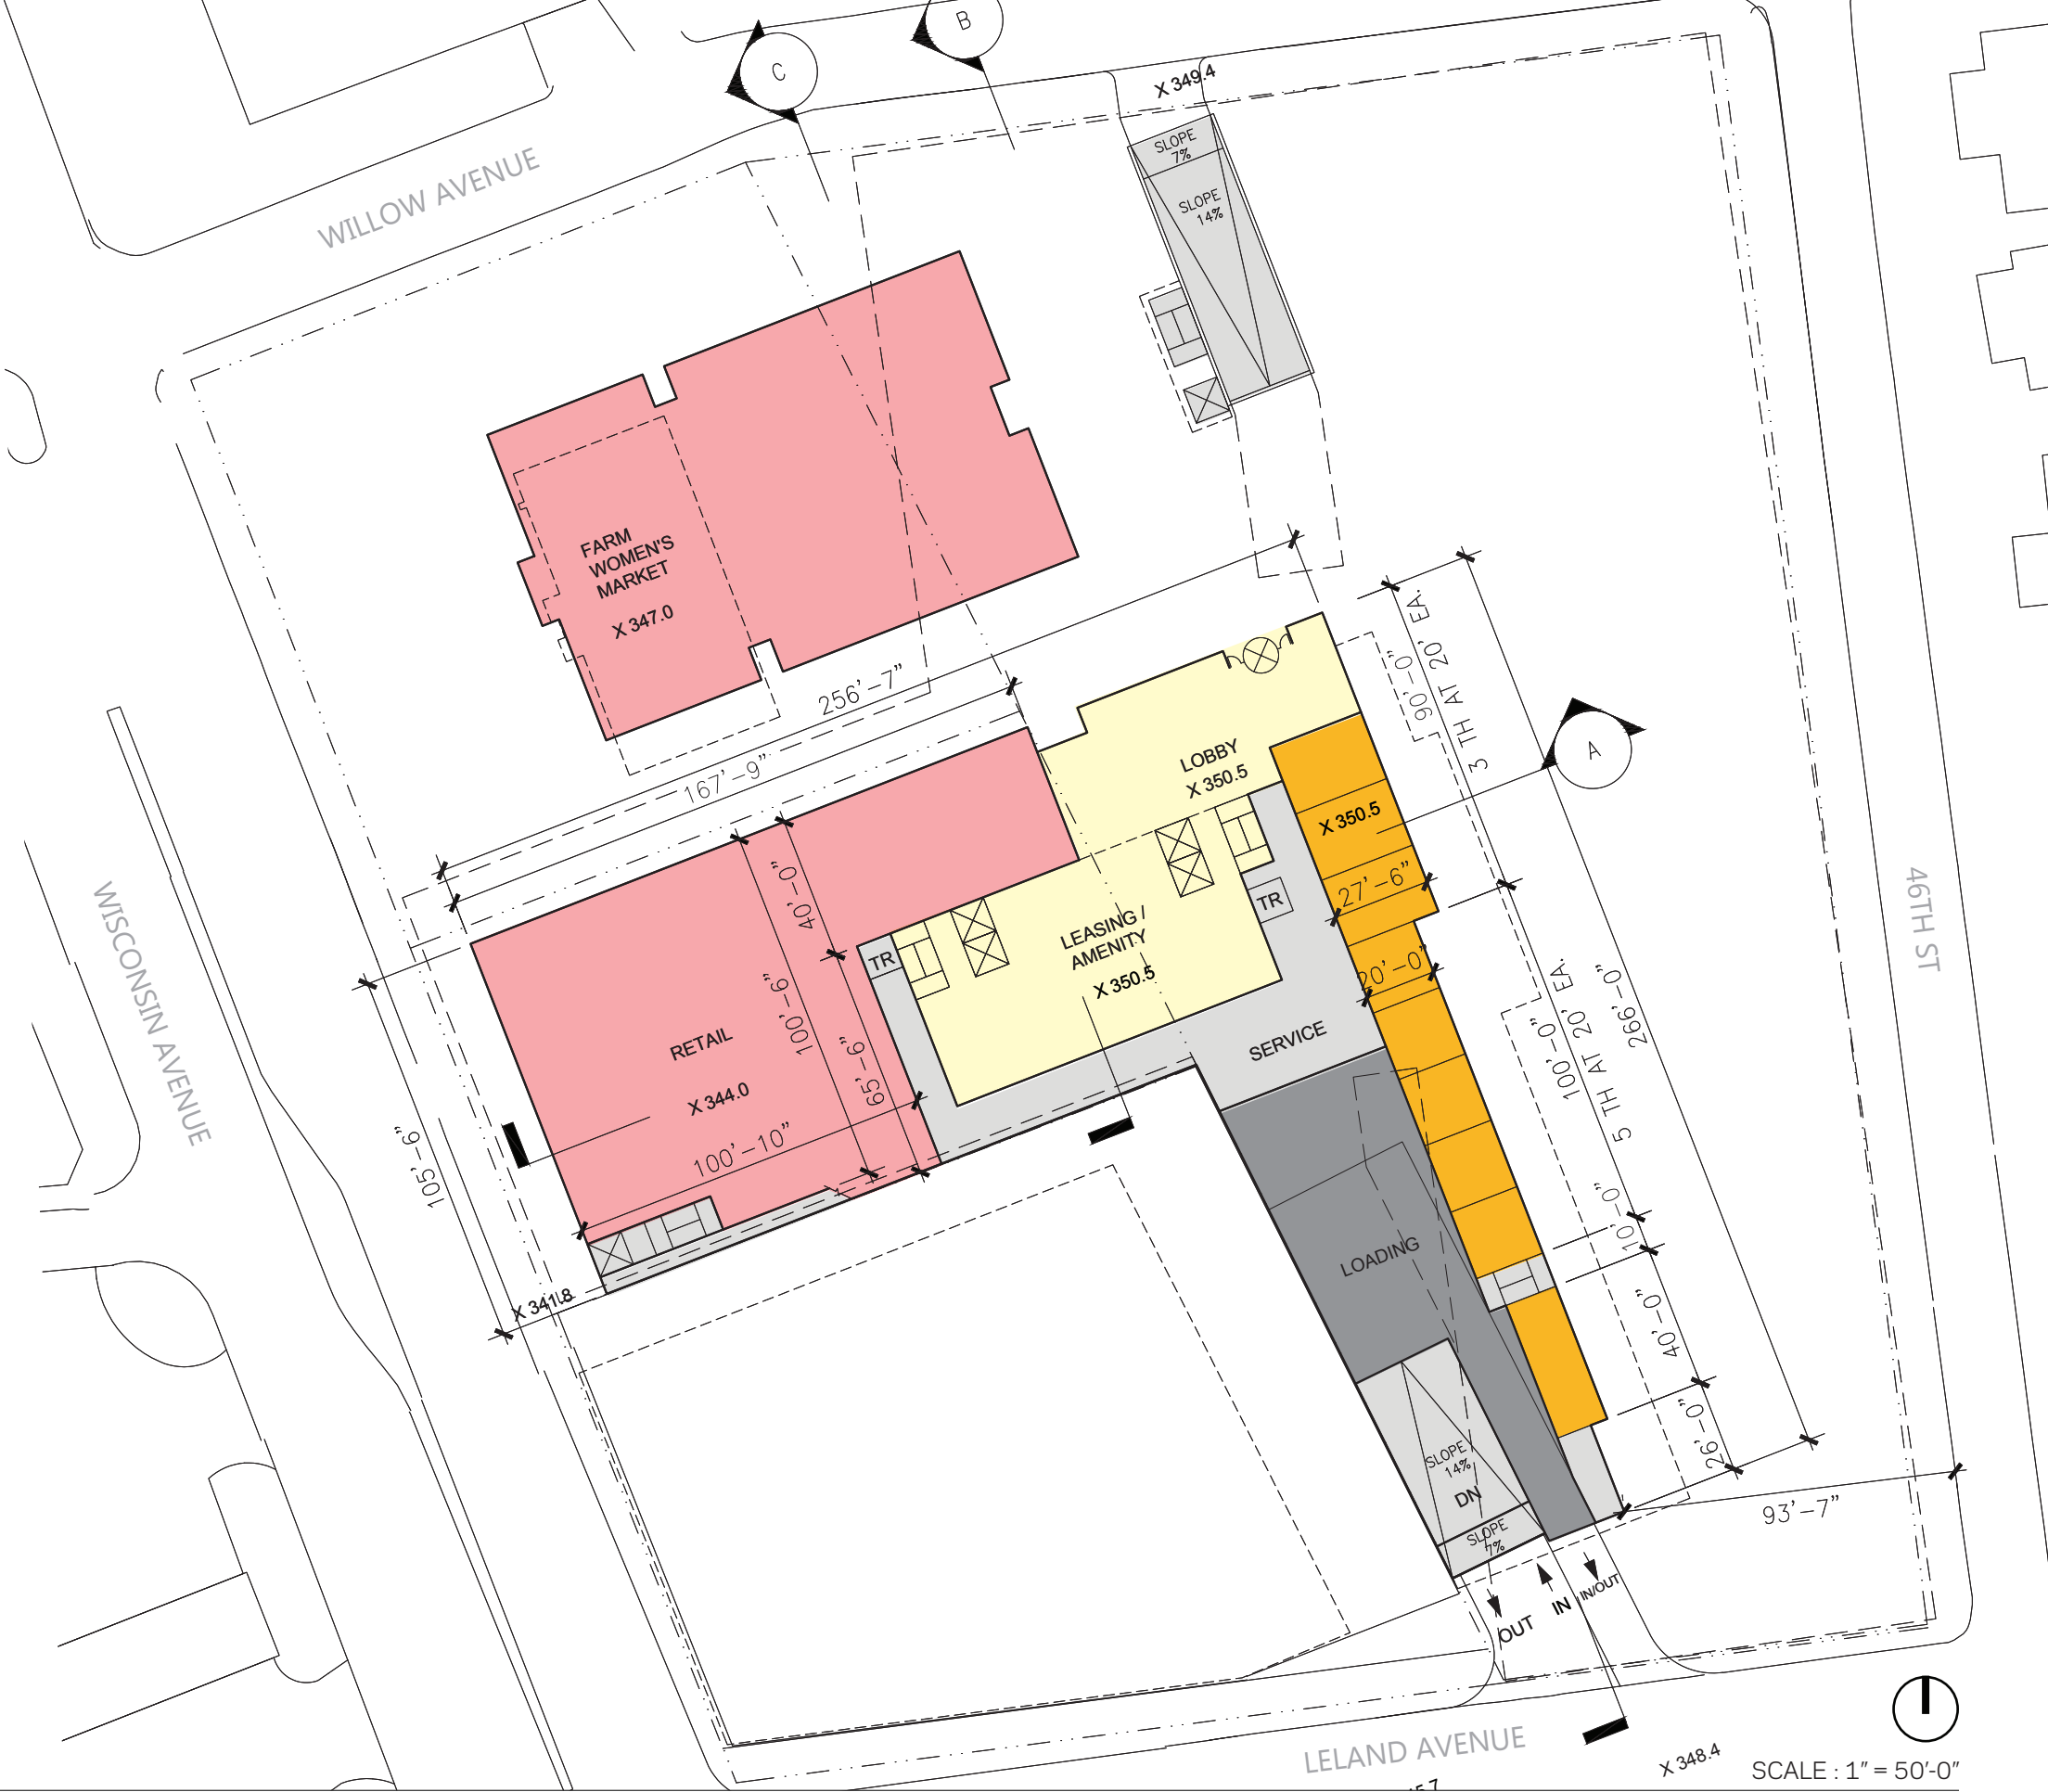 B
C
X 349.4
SLOPE
7%
SLOPE
14%
WILLOW AVENUE
FARM
WOMEN'S
MARKET
X 347.0
256'-7"
167'-9"
LOBBY
X 350.5
X 350.5
90'-0"
3 TH AT 20' EA.
A
40'-0"
27'-6"
TR
TR
LEASING /
AMENITY
X 350.5
20'-0"
46TH ST
WISCONSIN AVENUE
RETAIL
X 344.0
100'-6"
65'-6"
SERVICE
100'-0"
5 TH AT 20' EA.
266'-0"
100'-10"
105'-6"
10'-0"
LOADING
X 341.8
40'-0"
26'-0"
SLOPE
14%
DN
SLOPE
7%
93'-7"
OUT
IN
IN/OUT
LELAND AVENUE
X 348.4
SCALE : 1" = 50'-0"